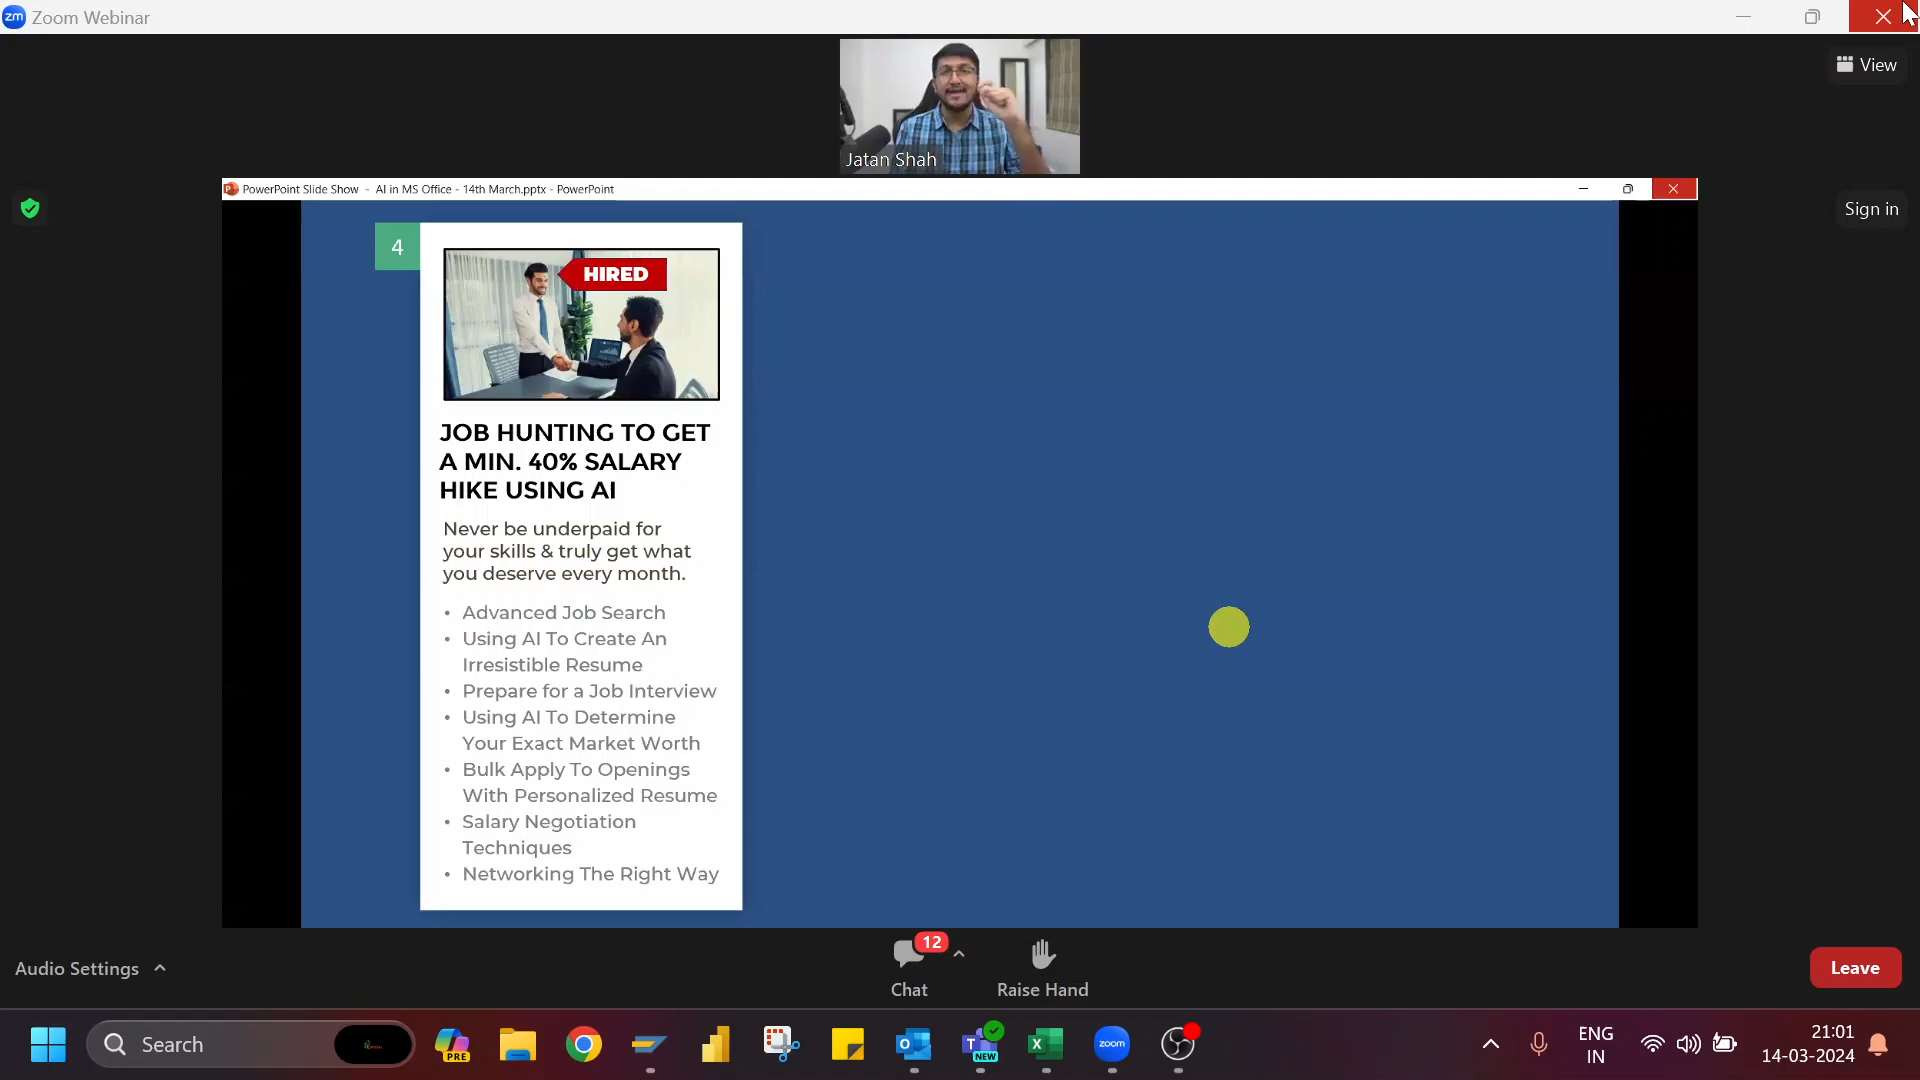 zm Zoom Webinar
View
Jatan Shah
PowerPoint Slide Show - AI in MS Office - 14th March.pptx - PowerPoint
Sign in
4
HIRED
JOB HUNTING TO GET
A MIN. 40% SALARY
HIKE USING AI
Never be underpaid for
your skills & truly get what
you deserve every month.
• Advanced Job Search
• Using AI To Create An
Irresistible Resume
• Prepare for a Job Interview
• Using AI To Determine
Your Exact Market Worth
• Bulk Apply To Openings
With Personalized Resume
• Salary Negotiation
Techniques
• Networking The Right Way
Audio Settings
12
Chat
Raise Hand
Leave
Search
PRE
NEW
zoom
ENG
IN
21:01
14-03-2024